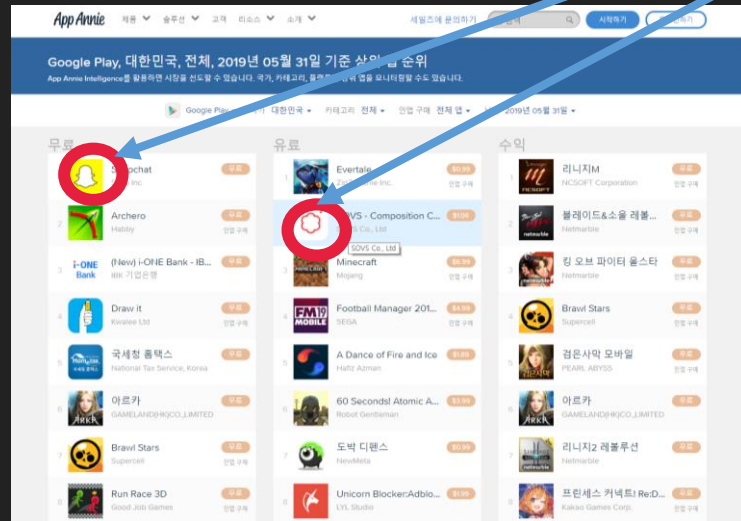 App Annie 제품 솔루션 고객 리소스 소개 세일즈에 문의하기 시작하기
Google Play, 대한민국, 전체, 2019년 05월 31일 기준 상위 앱 순위
App Annie Intelligence를 활용하면 시장을 선도할 수 있습니다. 국가, 카테고리, 플랫폼별 상위 앱을 모니터링할 수도 있습니다.
Google Play 대한민국 카테고리 전체 인앱 구매 전체 앱 2019년 05월 31일
무료
1 Snapchat 무료
Inc
2 Archero 무료
Habby 인앱 구매
3 (New) i-ONE Bank - IB... 무료
i-ONE Bank
IBK 기업은행
4 Draw it 무료
Kwalee Ltd 인앱 구매
5 국세청 홈택스 무료
National Tax Service, Korea
6 아르카 무료
ARKA
GAMELAND(HK)CO.,LIMITED 인앱 구매
7 Brawl Stars 무료
Supercell 인앱 구매
8 Run Race 3D 무료
Good Job Games 인앱 구매
유료
1 Evertale $0.99
Inc. 인앱 구매
SOVS - Composition C...
SOVS Co., Ltd
SOVS Co., Ltd
3 Minecraft $6.99
MINECRAFT
Mojang 인앱 구매
4 Football Manager 201...
FM19 MOBILE
SEGA 인앱 구매
5 A Dance of Fire and Ice $1.99
Hafiz Azman
6 60 Seconds! Atomic A... $3.99
Robot Gentleman
7 도박 디펜스 $0.99
NewMeta 인앱 구매
8 Unicorn Blocker:Adblo... $1.99
LYL Studio
수익
1 리니지M 무료
NCSOFT
NCSOFT Corporation 인앱 구매
2 블레이드&소울 레볼... 무료
netmarble
Netmarble 인앱 구매
3 킹 오브 파이터 올스타 무료
netmarble
Netmarble 인앱 구매
4 Brawl Stars 무료
Supercell 인앱 구매
5 검은사막 모바일 무료
검은사막
PEARL ABYSS 인앱 구매
6 아르카 무료
ARKA
GAMELAND(HK)CO.,LIMITED 인앱 구매
7 리니지2 레볼루션 무료
netmarble
Netmarble 인앱 구매
8 프린세스 커넥트! Re:D... 무료
Kakao Games Corp. 인앱 구매